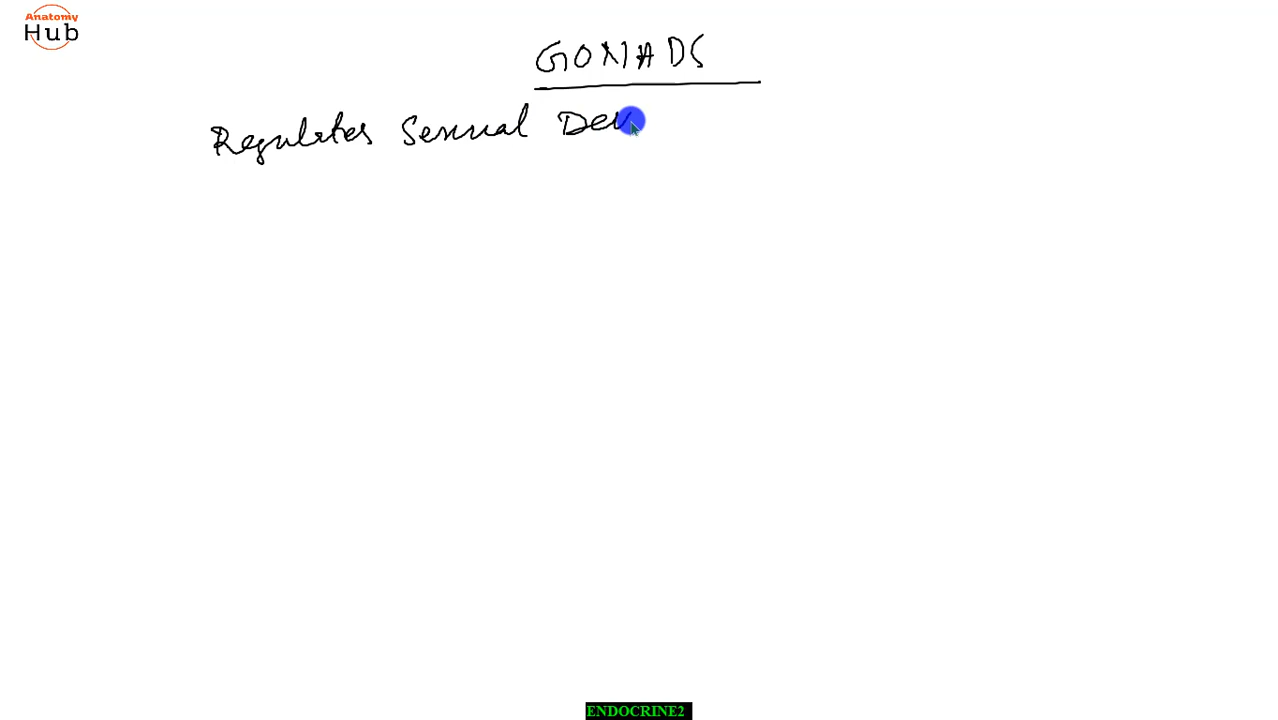 Anatomy
Hub
GONADS
Regulates Sexual Dev
ENDOCRINE2